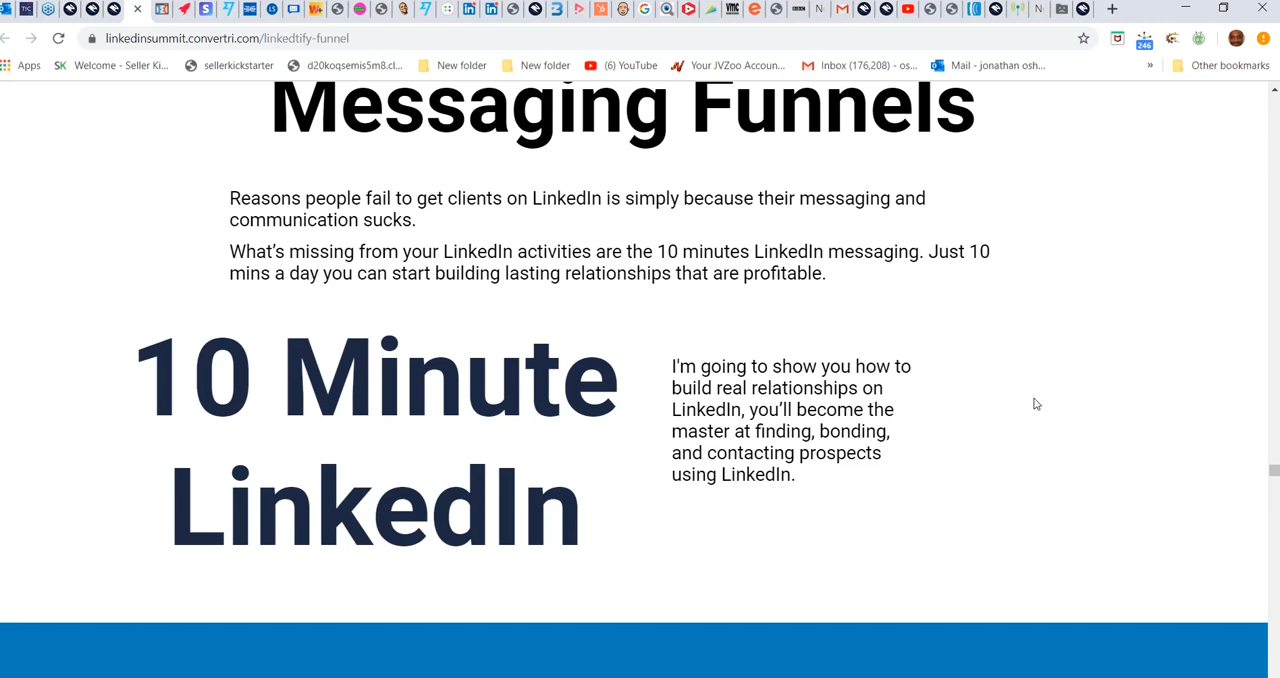 linkedinsummit.convertri.com/linkedtify-funnel
246
Apps SK Welcome - Seller Ki... sellerkickstarter d20koqsemis5m8.cl... New folder New folder (6) YouTube Your JVZoo Accoun... Inbox (176,208) - os... Mail - jonathan osh... » Other bookmarks
Messaging Funnels
Reasons people fail to get clients on LinkedIn is simply because their messaging and
communication sucks.
What’s missing from your LinkedIn activities are the 10 minutes LinkedIn messaging. Just 10
mins a day you can start building lasting relationships that are profitable.
10 Minute
LinkedIn
I'm going to show you how to
build real relationships on
LinkedIn, you’ll become the
master at finding, bonding,
and contacting prospects
using LinkedIn.